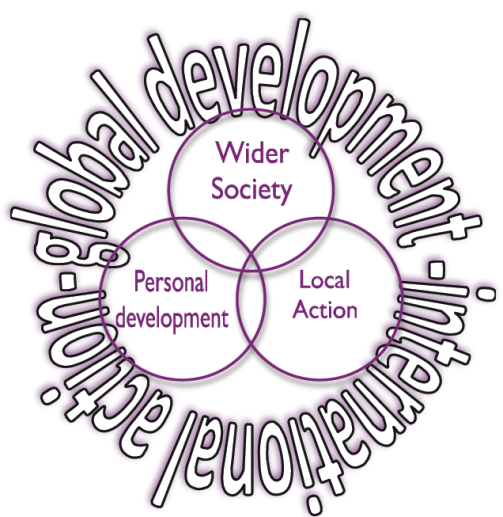 global development -international action-
Wider
Society
Personal
development
Local
Action